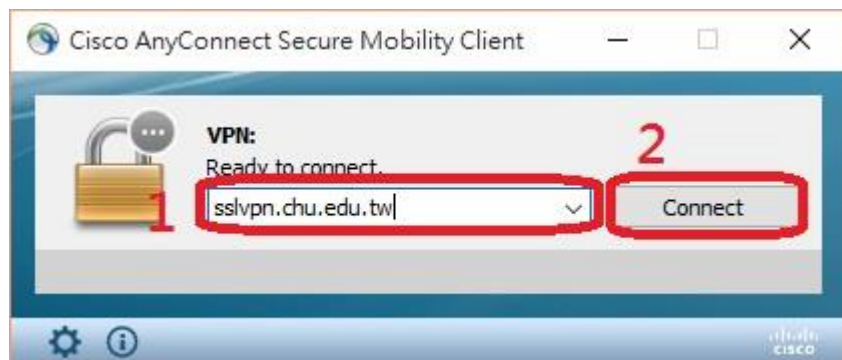 Cisco AnyConnect Secure Mobility Client
VPN:
Ready to connect.
1
sslvpn.chu.edu.tw
2
Connect
CISCO